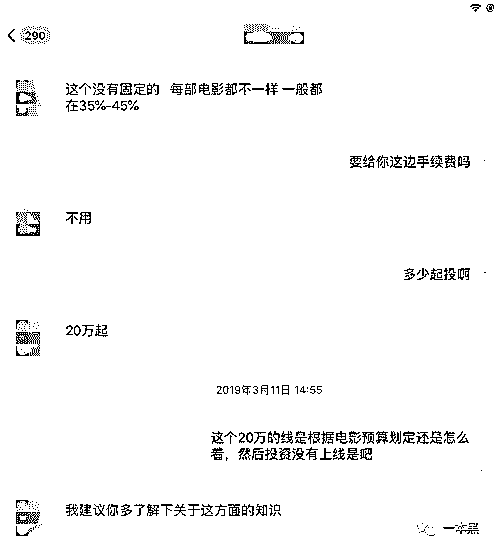 290
这个没有固定的 每部电影都不一样 一般都
在35%-45%
要给你这边手续费吗
不用
多少起投啊
20万起
2019年3月11日 14:55
这个20万的线是根据电影预算划定还是怎么
着，然后投资没有上线是吧
我建议你多了解下关于这方面的知识
一本黑